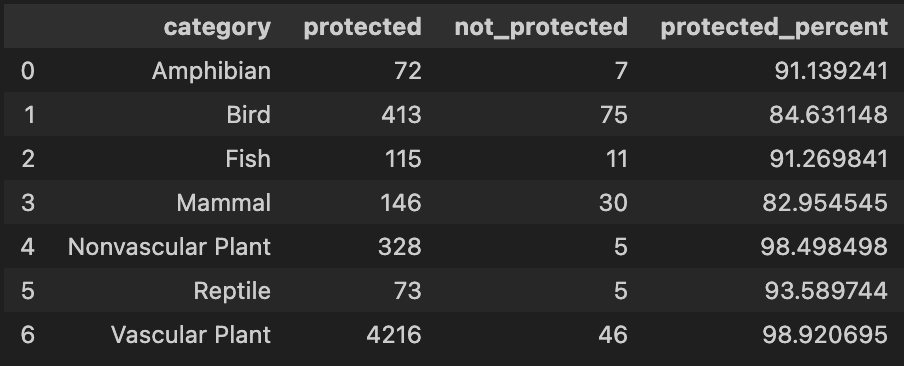 category protected not_protected protected_percent
0 Amphibian 72 7 91.139241
1 Bird 413 75 84.631148
2 Fish 115 11 91.269841
3 Mammal 146 30 82.954545
4 Nonvascular Plant 328 5 98.498498
5 Reptile 73 5 93.589744
6 Vascular Plant 4216 46 98.920695